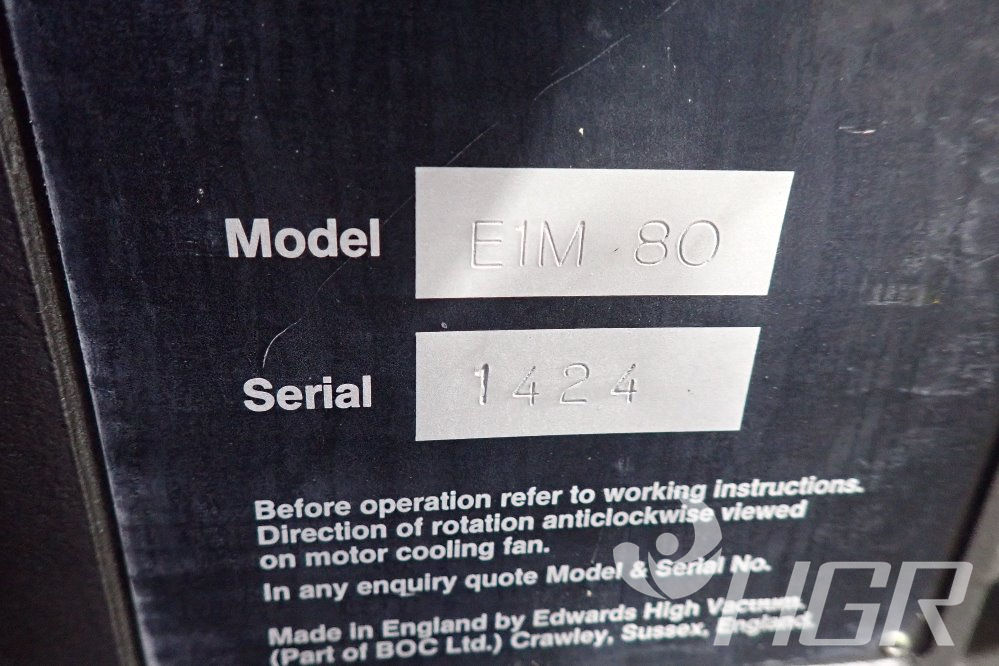 Model E1M 80
Serial 1424
Before operation refer to working instructions.
Direction of rotation anticlockwise viewed
on motor cooling fan.
In any enquiry quote Model & Serial No.
Made in England by Edwards High Vacuum,
(Part of BOC Ltd.) Crawley, Sussex, England.
HGR